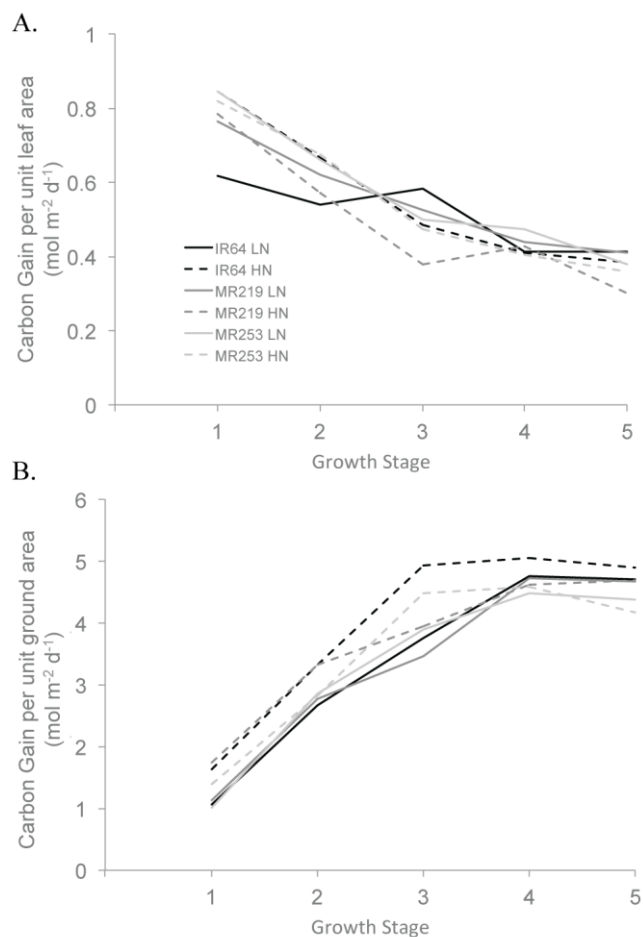 A.
Carbon Gain per unit leaf area
(mol m⁻² d⁻¹)
1
0.8
0.6
0.4
0.2
0
IR64 LN
IR64 HN
MR219 LN
MR219 HN
MR253 LN
MR253 HN
1 2 3 4 5
Growth Stage
B.
Carbon Gain per unit ground area
(mol m⁻² d⁻¹)
6
5
4
3
2
1
0
1 2 3 4 5
Growth Stage